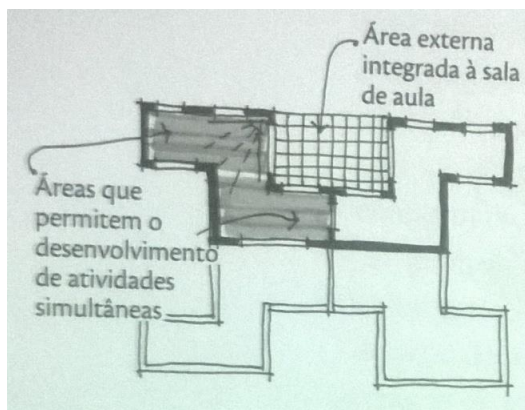 Área externa
integrada à sala
de aula
Áreas que
permitem o
desenvolvimento
de atividades
simultâneas